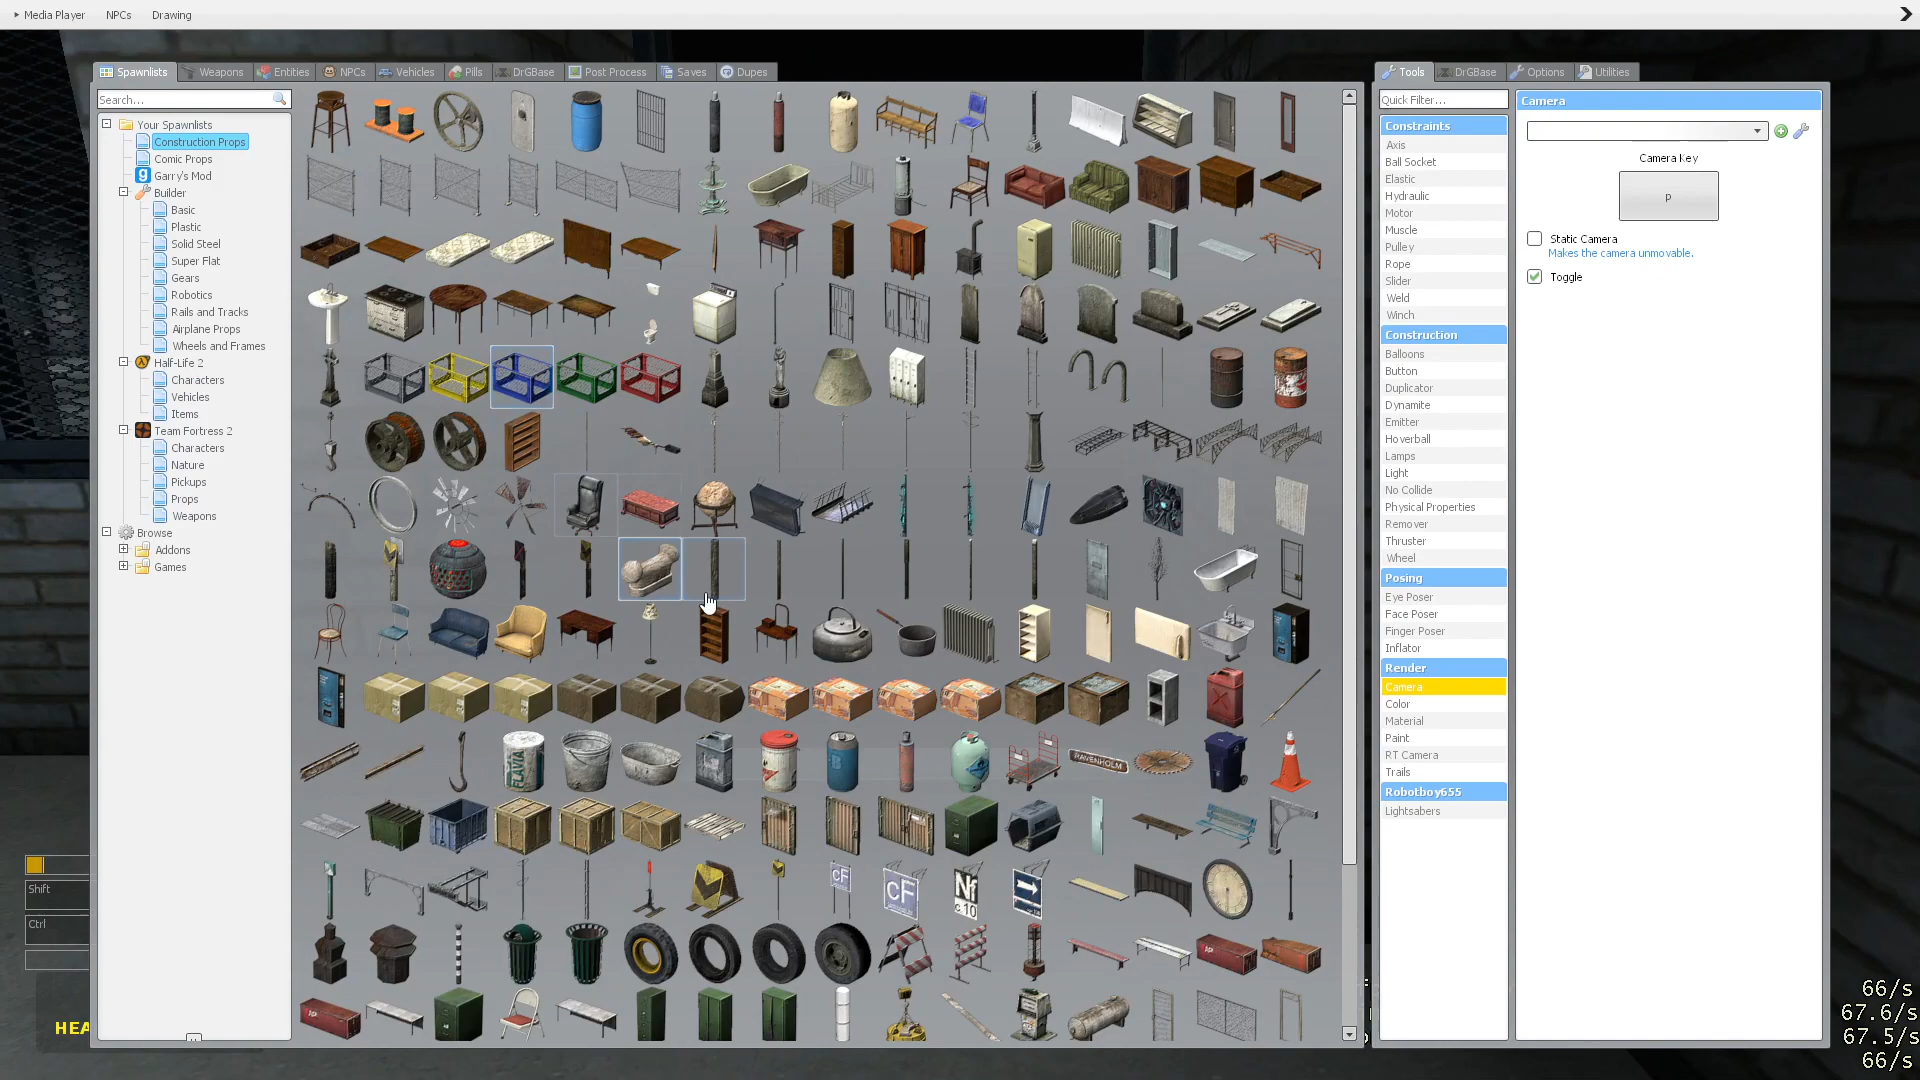 Media Player NPCs Drawing
Spawnlists Weapons Entities NPCs Vehicles Pills DrGBase Post Process Saves Dupes
Tools DrGBase Options Utilities
Search...
Your Spawnlists
Construction Props
Comic Props
Garry's Mod
Builder
Basic
Plastic
Solid Steel
Super Flat
Gears
Robotics
Rails and Tracks
Airplane Props
Wheels and Frames
Half-Life 2
Characters
Vehicles
Items
Team Fortress 2
Characters
Nature
Pickups
Props
Weapons
Browse
Addons
Games
RAVENHOLM
cF
cF
Nf
c 10
Quick Filter...
Constraints
Axis
Ball Socket
Elastic
Hydraulic
Motor
Muscle
Pulley
Rope
Slider
Weld
Winch
Construction
Balloons
Button
Duplicator
Dynamite
Emitter
Hoverball
Lamps
Light
No Collide
Physical Properties
Remover
Thruster
Wheel
Posing
Eye Poser
Face Poser
Finger Poser
Inflator
Render
Camera
Color
Material
Paint
RT Camera
Trails
Robotboy655
Lightsabers
Camera
Camera Key
p
Static Camera
Makes the camera unmovable.
Toggle
Shift
Ctrl
HEA
66/s
67.6/s
67.5/s
66/s